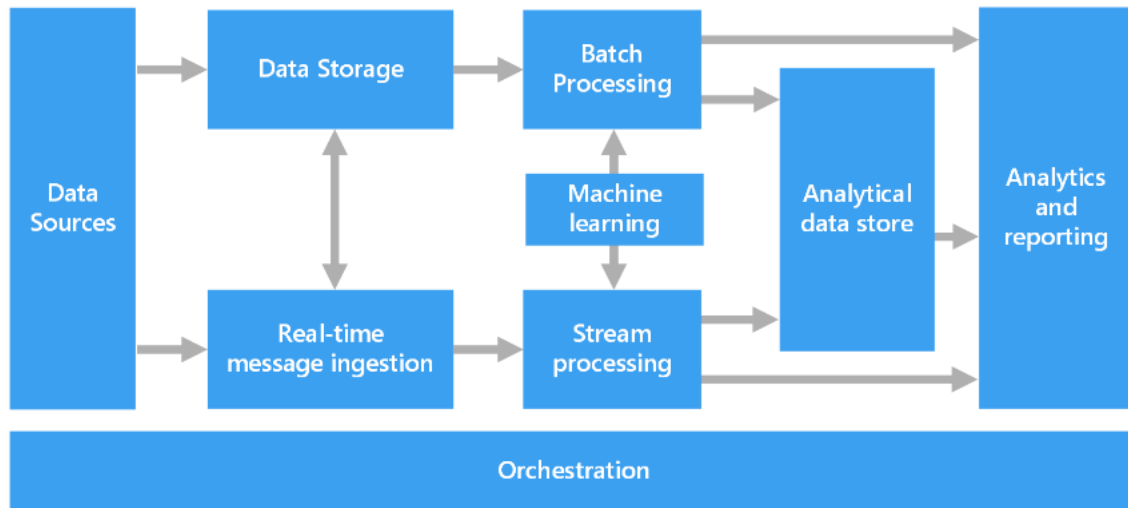 Data
Sources
Data Storage
Real-time
message ingestion
Batch
Processing
Machine
learning
Stream
processing
Analytical
data store
Analytics
and
reporting
Orchestration